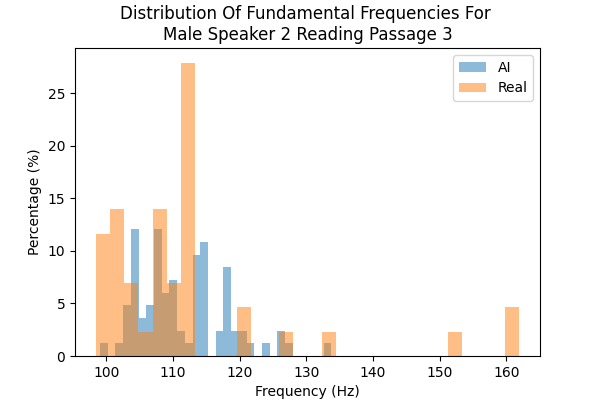 Distribution Of Fundamental Frequencies For
Male Speaker 2 Reading Passage 3
AI
Real
Percentage (%)
25
20
15
10
5
0
100 110 120 130 140 150 160
Frequency (Hz)